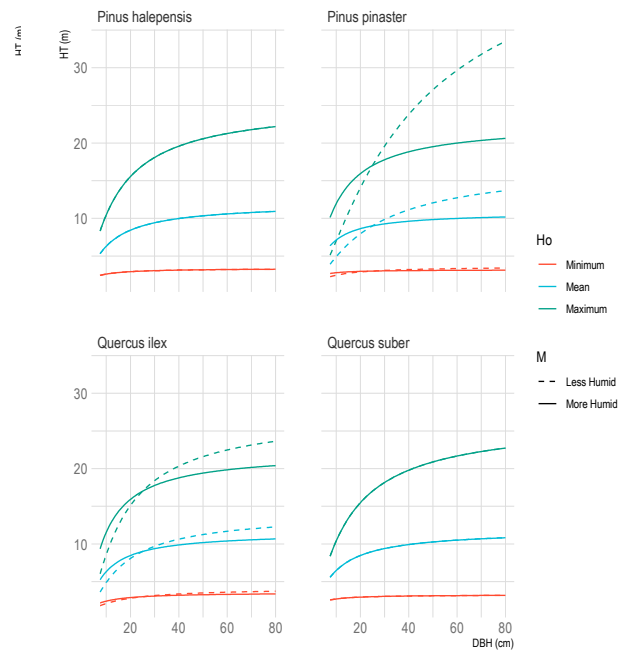 Pinus halepensis
Pinus pinaster
HT (m)
HT (m)
30
20
10
Ho
Minimum
Mean
Maximum
Quercus ilex
Quercus suber
M
Less Humid
More Humid
30
20
10
20 40 60 80
20 40 60 80
DBH (cm)